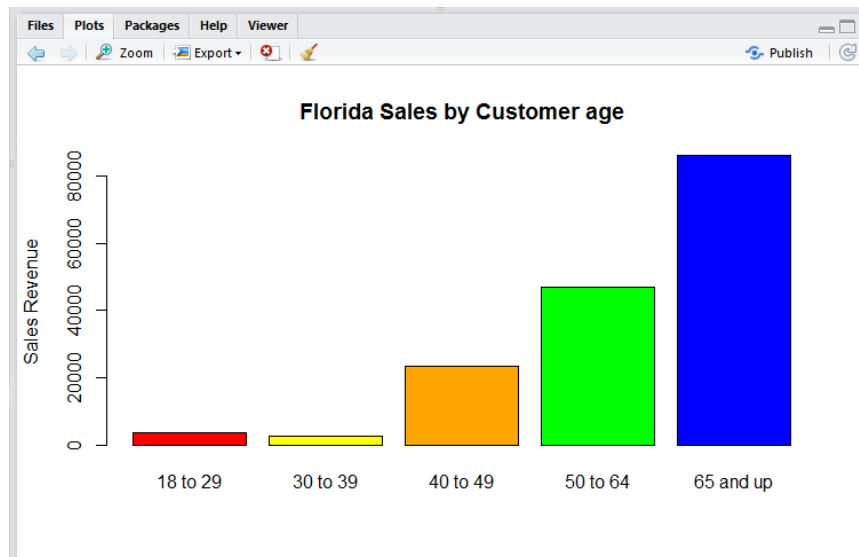 Files Plots Packages Help Viewer
Zoom Export Publish
Florida Sales by Customer age
Sales Revenue
80000
60000
40000
20000
0
18 to 29 30 to 39 40 to 49 50 to 64 65 and up